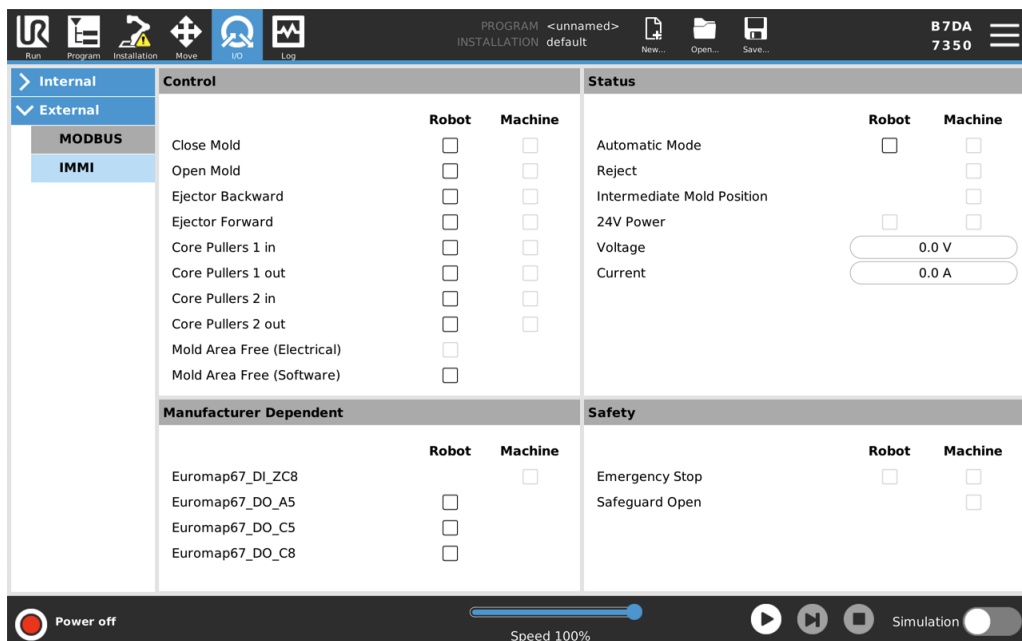 PROGRAM <unnamed>
INSTALLATION default
B7DA
7350
UR
Run
Program
Installation
Move
I/O
Log
New...
Open...
Save...
Internal
External
MODBUS
IMMI
Control
Robot Machine
Close Mold
Open Mold
Ejector Backward
Ejector Forward
Core Pullers 1 in
Core Pullers 1 out
Core Pullers 2 in
Core Pullers 2 out
Mold Area Free (Electrical)
Mold Area Free (Software)
Status
Robot Machine
Automatic Mode
Reject
Intermediate Mold Position
24V Power
Voltage 0.0 V
Current 0.0 A
Manufacturer Dependent
Robot Machine
Euromap67_DI_ZC8
Euromap67_DO_A5
Euromap67_DO_C5
Euromap67_DO_C8
Safety
Robot Machine
Emergency Stop
Safeguard Open
Power off
Speed 100%
Simulation